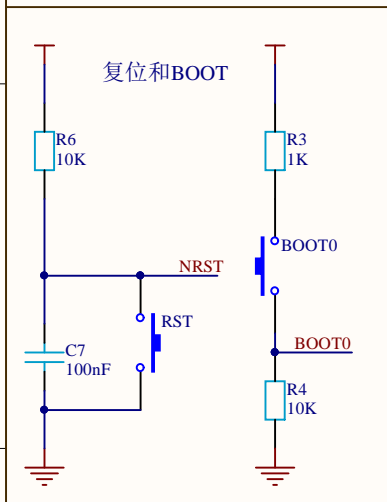 复位和BOOT
R6
10K
R3
1K
NRST
BOOT0
RST
BOOT0
C7
100nF
R4
10K